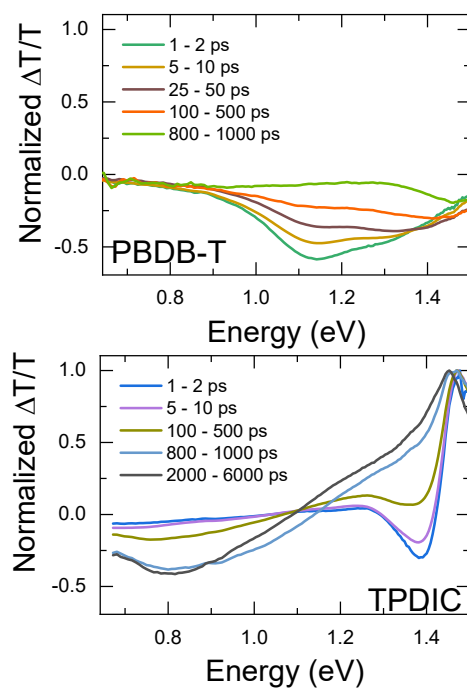 Normalized ΔT/T
1.0
0.5
0.0
-0.5
1 - 2 ps
5 - 10 ps
25 - 50 ps
100 - 500 ps
800 - 1000 ps
PBDB-T
0.8 1.0 1.2 1.4
Energy (eV)
Normalized ΔT/T
1.0
0.5
0.0
-0.5
1 - 2 ps
5 - 10 ps
100 - 500 ps
800 - 1000 ps
2000 - 6000 ps
TPDIC
0.8 1.0 1.2 1.4
Energy (eV)